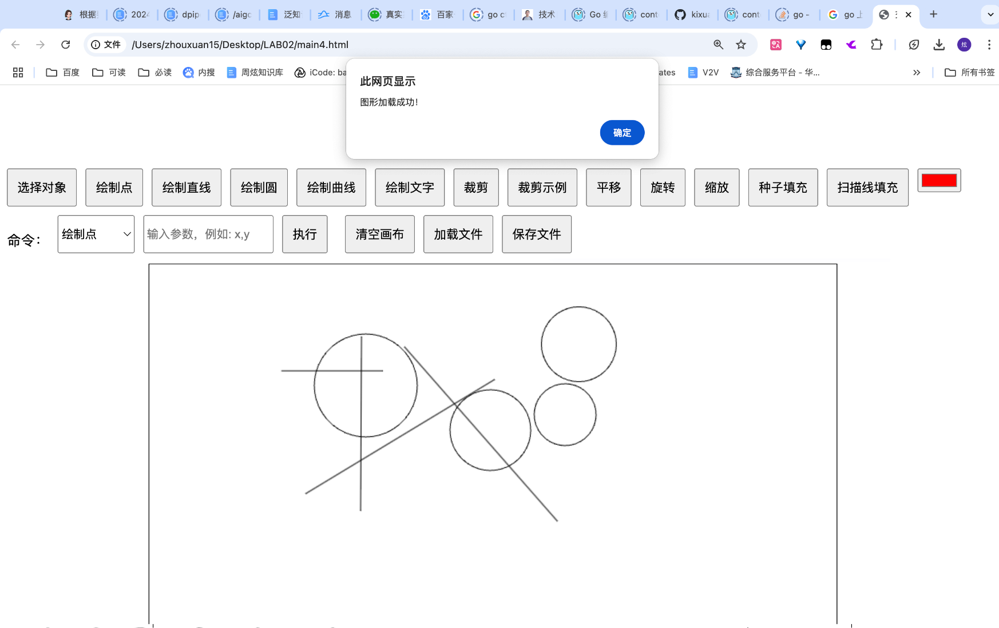 根据 2024 dpip /aigc 泛知 消息 真实 百家 go c 技术 Go 编 cont kixua cont go - go 上
文件 /Users/zhouxuan15/Desktop/LAB02/main4.html 炫
百度 可读 必读 内搜 周炫知识库 iCode: ba ates V2V 综合服务平台 - 华... 所有书签
此网页显示
图形加载成功!
确定
选择对象 绘制点 绘制直线 绘制圆 绘制曲线 绘制文字 裁剪 裁剪示例 平移 旋转 缩放 种子填充 扫描线填充
命令: 绘制点 输入参数，例如: x,y 执行 清空画布 加载文件 保存文件